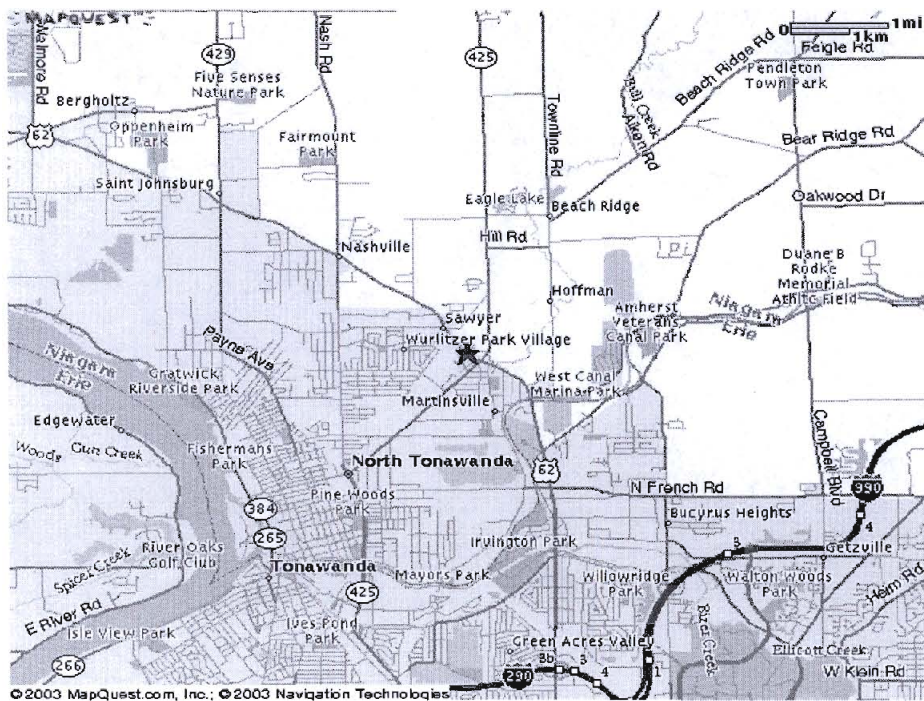 MAPQUEST
0 1mi
1km
Walmore Rd
429
Nash Rd
425
Feigle Rd
Five Senses
Nature Park
Beach Ridge Rd
Pendleton
Town Park
Bergholtz
Oppenheim
Park
Townline Rd
Bull Creek
Aiken Rd
62
Fairmount
Park
Bear Ridge Rd
Saint Johnsburg
Eagle Lake
Beach Ridge
Oakwood Dr
Nashville
Hill Rd
Duane B
Rodke
Memorial
Athltc Field
Hoffman
Amherst
Veterans
Canal Park
Niagara
Erie
Sawyer
Wurlitzer Park Village
Payne Ave
Niagara
Erie
Gratwick
Riverside Park
West Canal
Marina Park
Martinsville
Edgewater
Woods
Gun Creek
Fishermans
Park
Campbell Blvd
North Tonawanda
62
990
N French Rd
Pine Woods
Park
384
Bucyrus Heights
4
265
River Oaks
Golf Club
Irvington Park
3
Getzville
Tonawanda
Mayors Park
Willowridge
Park
Walton Woods
Park
Spicer Creek
425
Heim Rd
E River Rd
Isle View Park
Ives Pond
Park
Green Acres Valley
Bizer Creek
Ellicott Creek
266
290
3b
3
4
1
W Klein Rd
©2003 MapQuest.com, Inc.; ©2003 Navigation Technologies